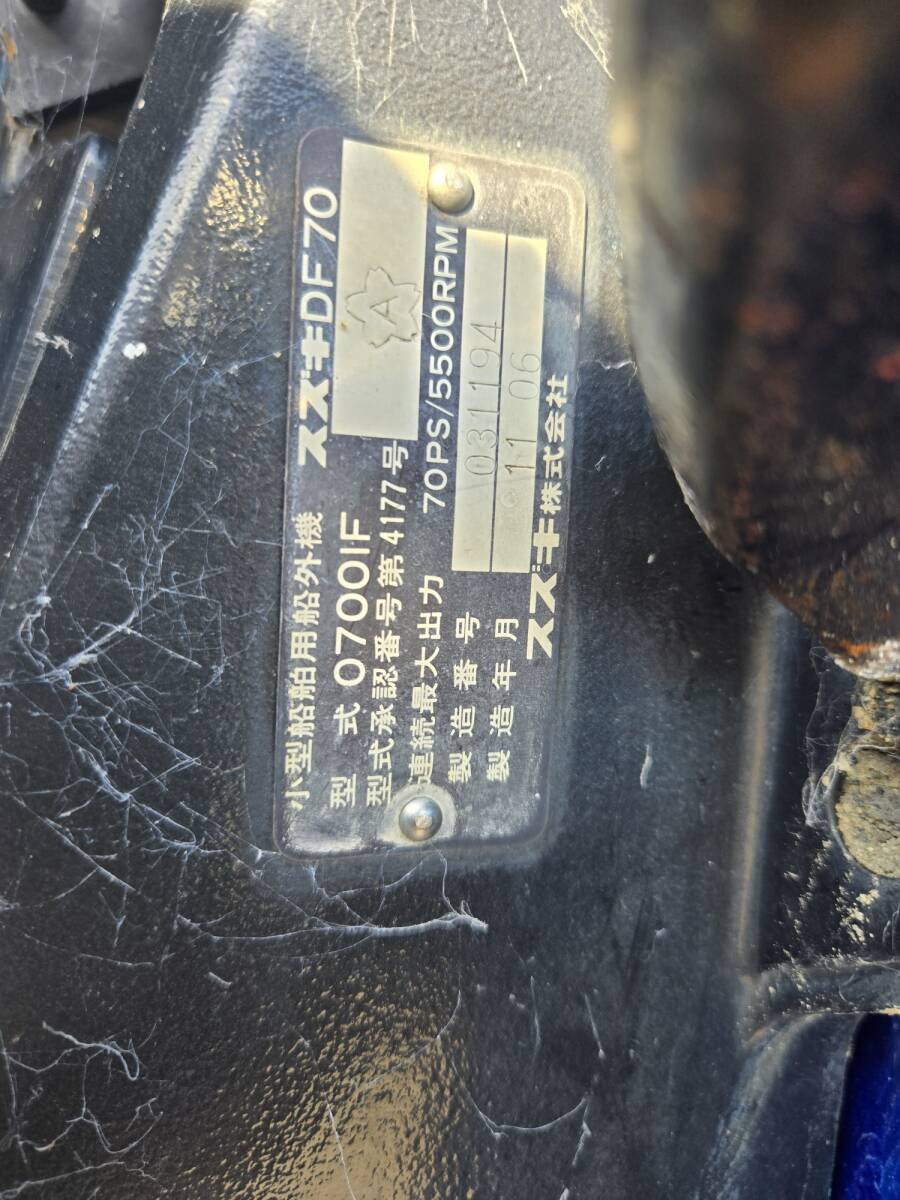 小型船舶用船外機 スズキDF70
型式 07001F
型式承認番号第4177号
A
連続最大出力 70PS/5500RPM
製造番号 031194
製造年月 11 06
スズキ株式会社